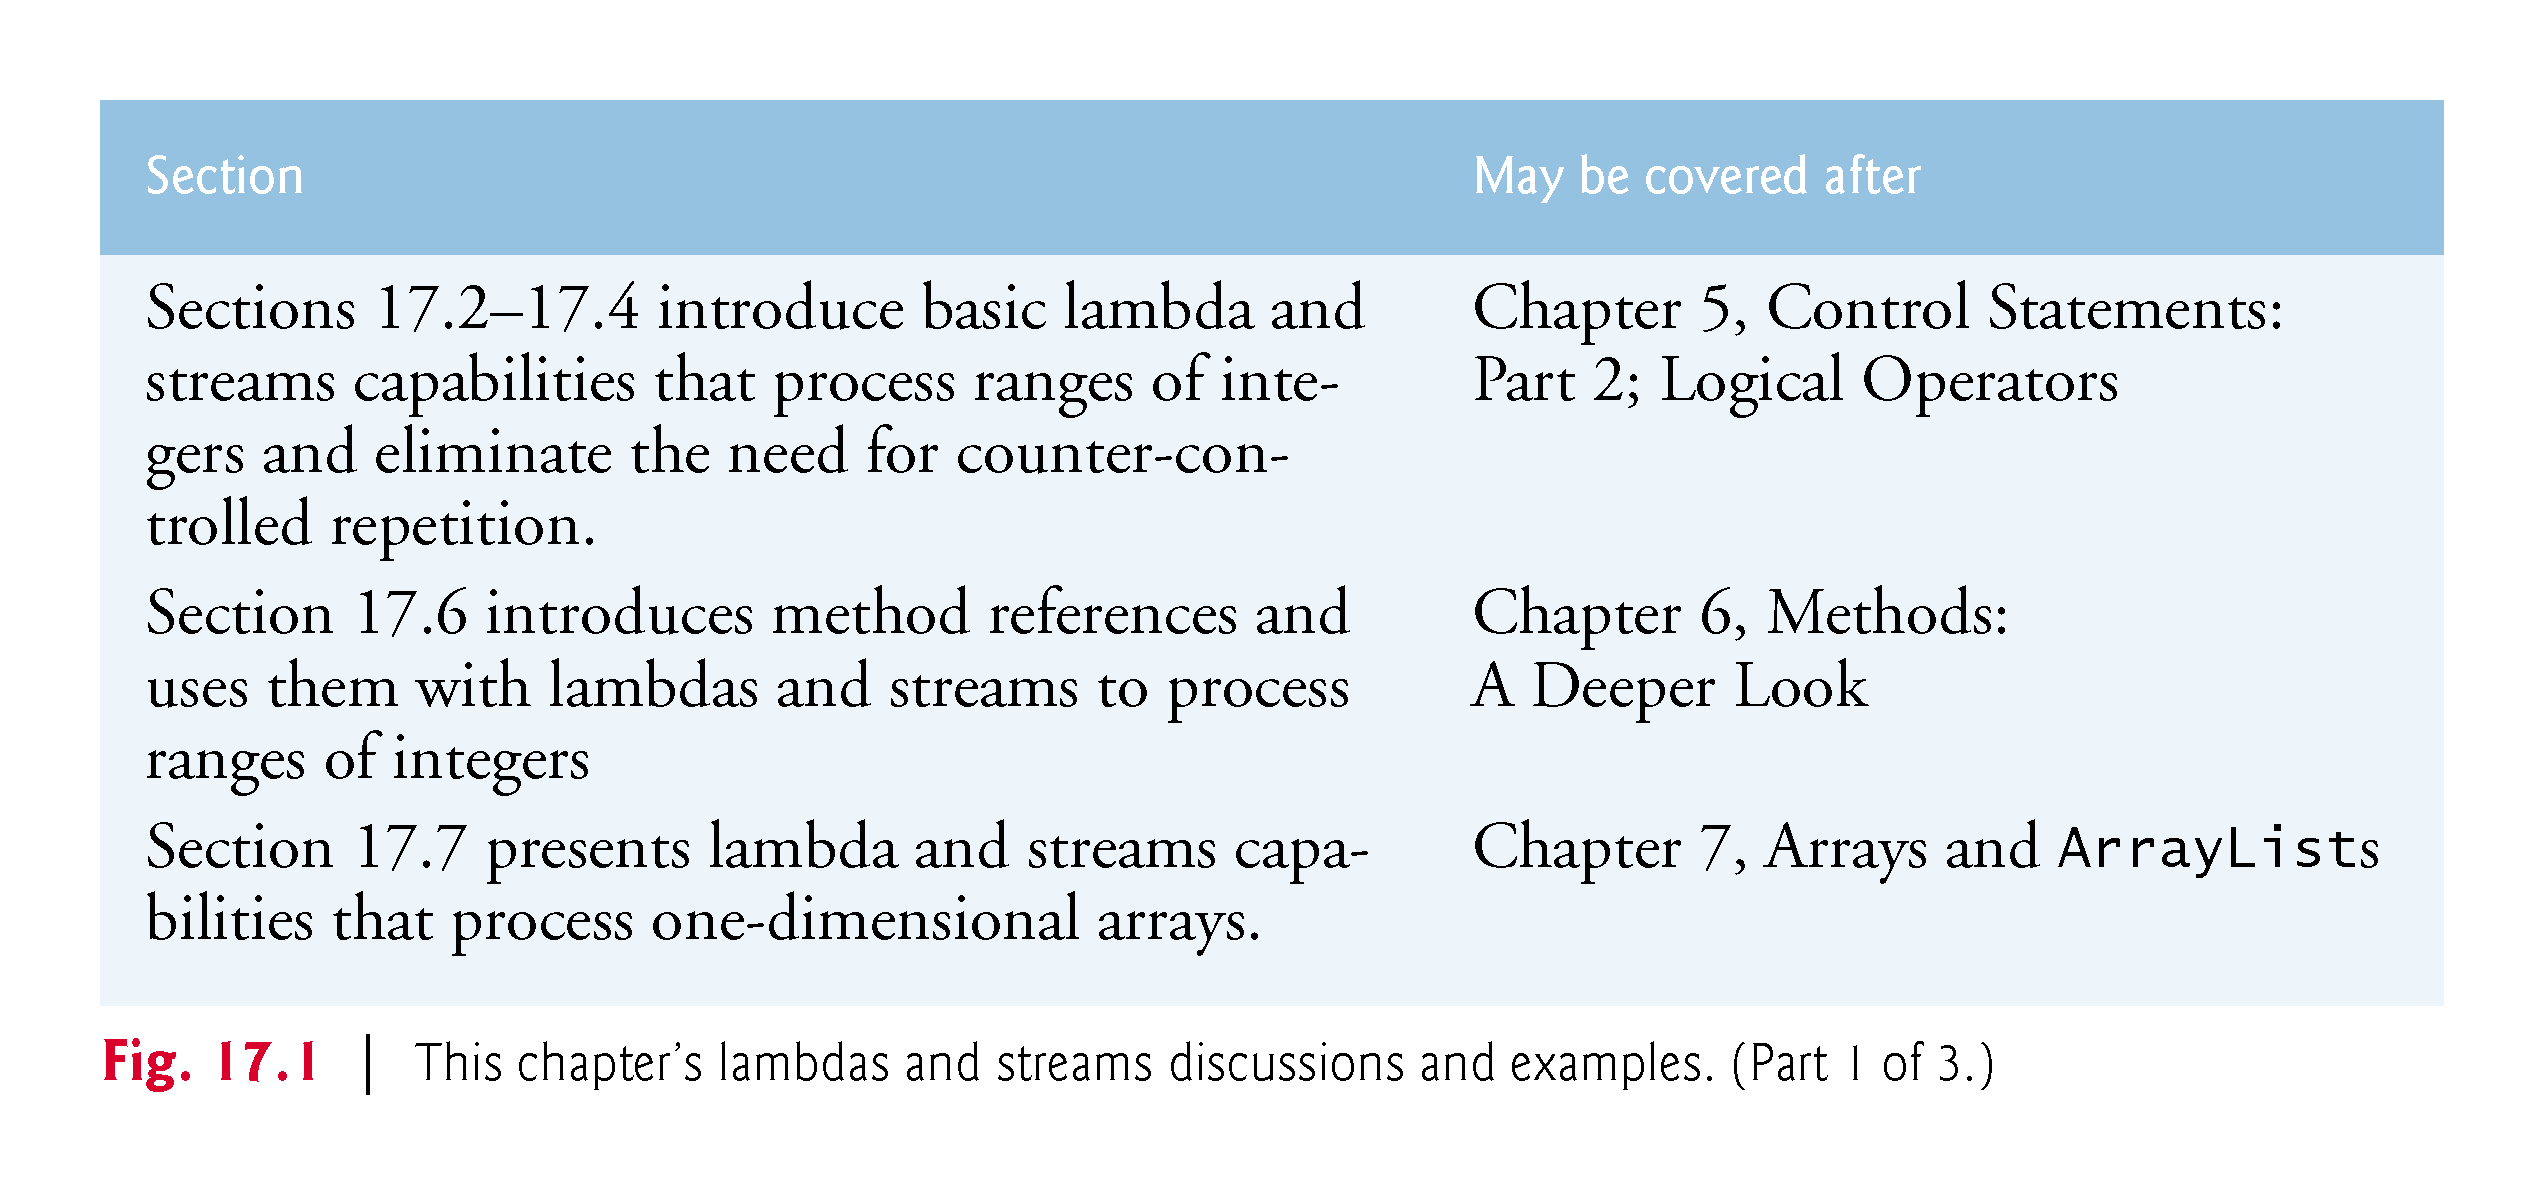 Section
May be covered after
Sections 17.2–17.4 introduce basic lambda and
streams capabilities that process ranges of inte-
gers and eliminate the need for counter-con-
trolled repetition.
Chapter 5, Control Statements:
Part 2; Logical Operators
Section 17.6 introduces method references and
uses them with lambdas and streams to process
ranges of integers
Chapter 6, Methods:
A Deeper Look
Section 17.7 presents lambda and streams capa-
bilities that process one-dimensional arrays.
Chapter 7, Arrays and ArrayLists
Fig. 17.1 | This chapter’s lambdas and streams discussions and examples. (Part 1 of 3.)